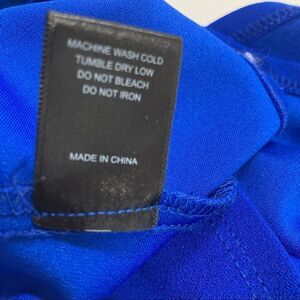 MACHINE WASH COLD
TUMBLE DRY LOW
DO NOT BLEACH
DO NOT IRON
MADE IN CHINA